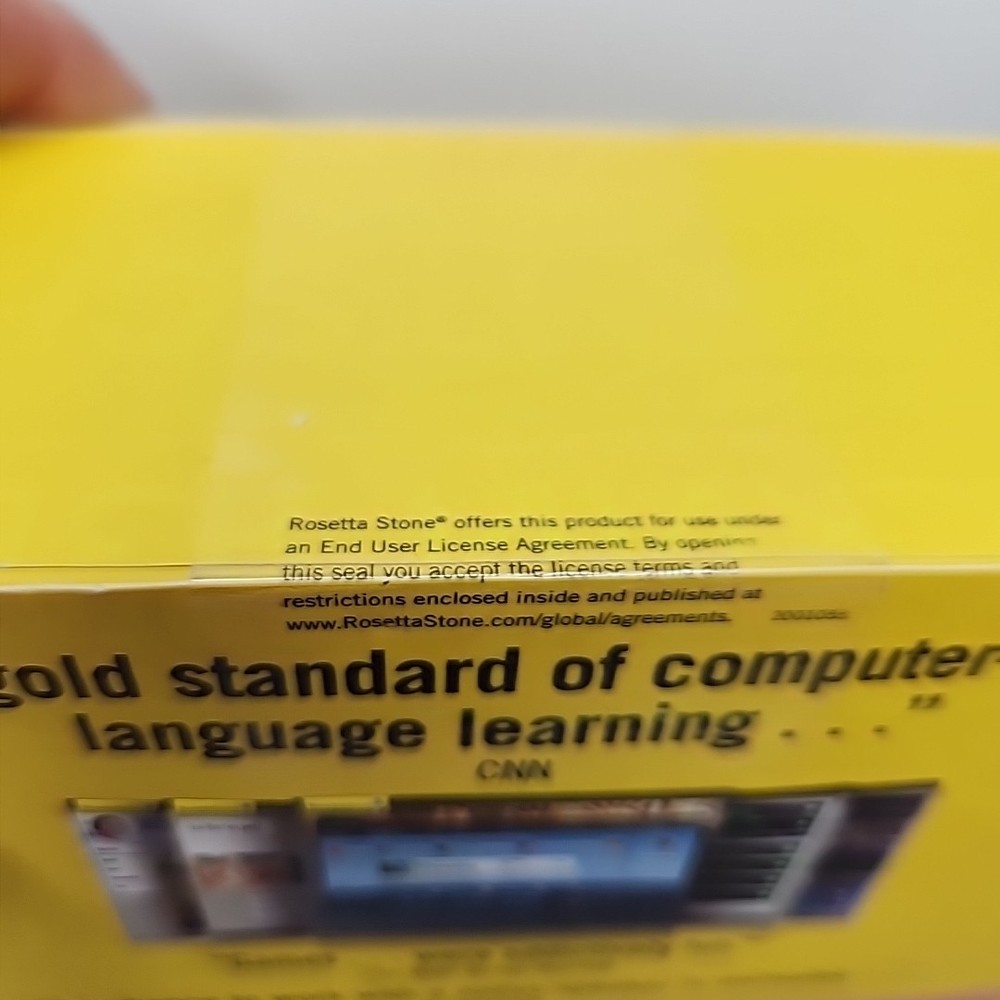 Rosetta Stone® offers this product for use under
an End User License Agreement. By opening
this seal you accept the license terms and
restrictions enclosed inside and published at
www.RosettaStone.com/global/agreements.
gold standard of computer-
language learning . . ."
CNN